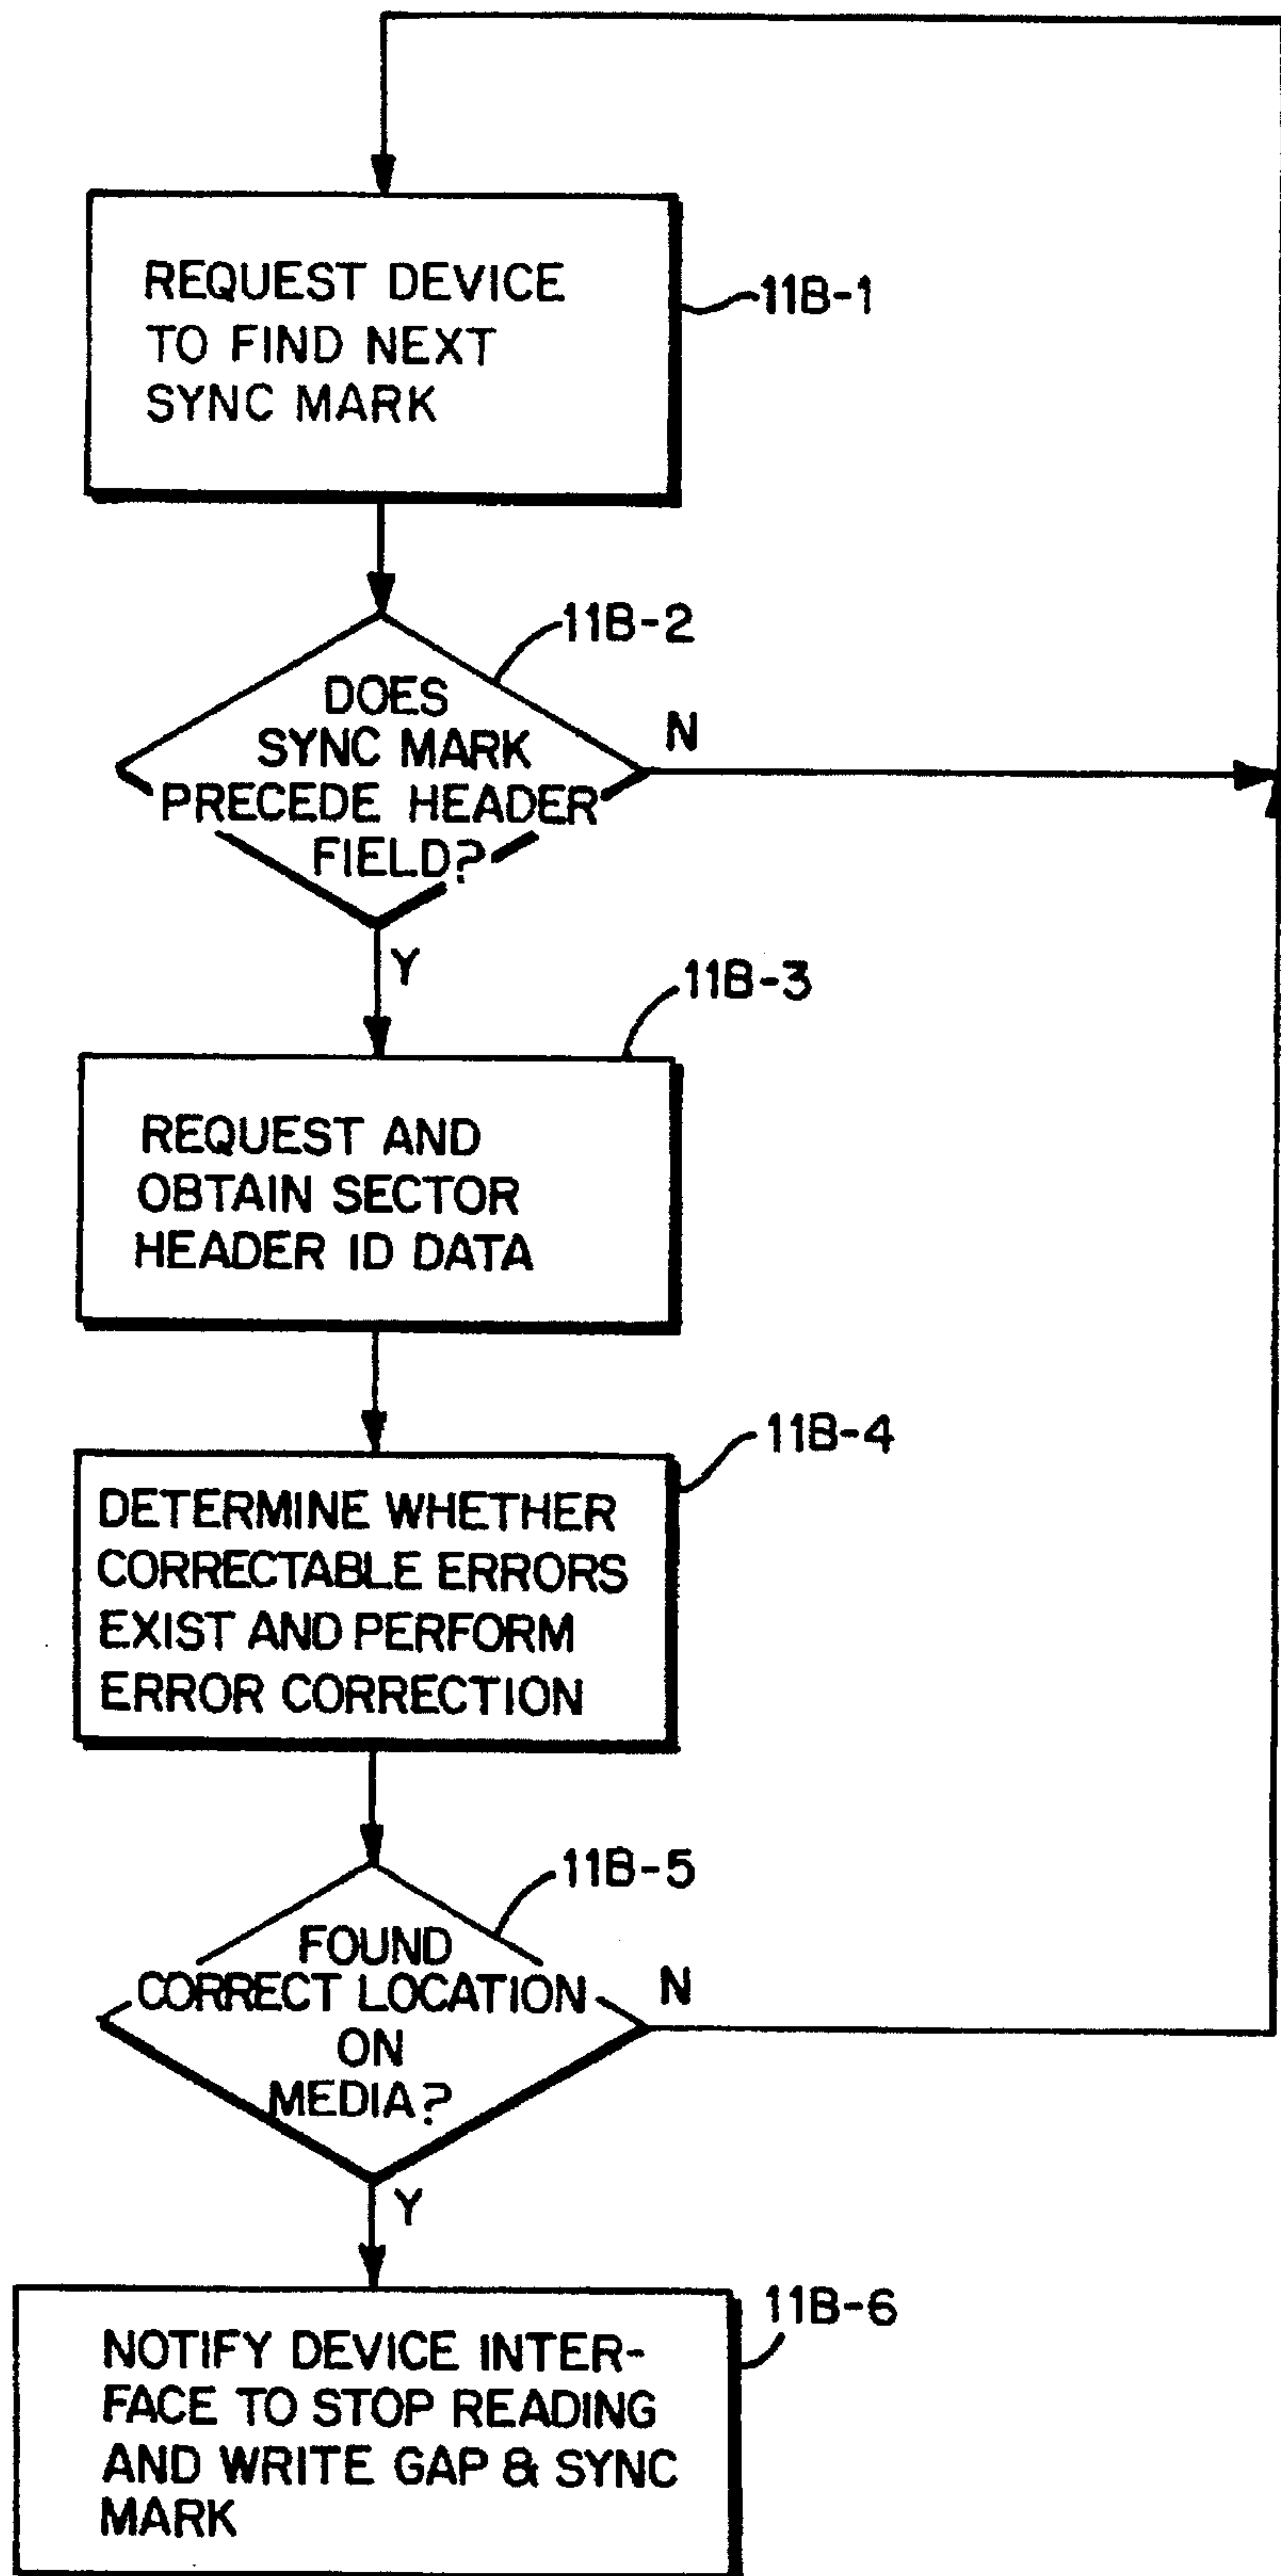 REQUEST DEVICE
TO FIND NEXT
SYNC MARK
11B-1
11B-2
DOES
SYNC MARK
PRECEDE HEADER
FIELD?
N
Y
11B-3
REQUEST AND
OBTAIN SECTOR
HEADER ID DATA
11B-4
DETERMINE WHETHER
CORRECTABLE ERRORS
EXIST AND PERFORM
ERROR CORRECTION
11B-5
FOUND
CORRECT LOCATION
ON
MEDIA?
N
Y
11B-6
NOTIFY DEVICE INTER-
FACE TO STOP READING
AND WRITE GAP & SYNC
MARK